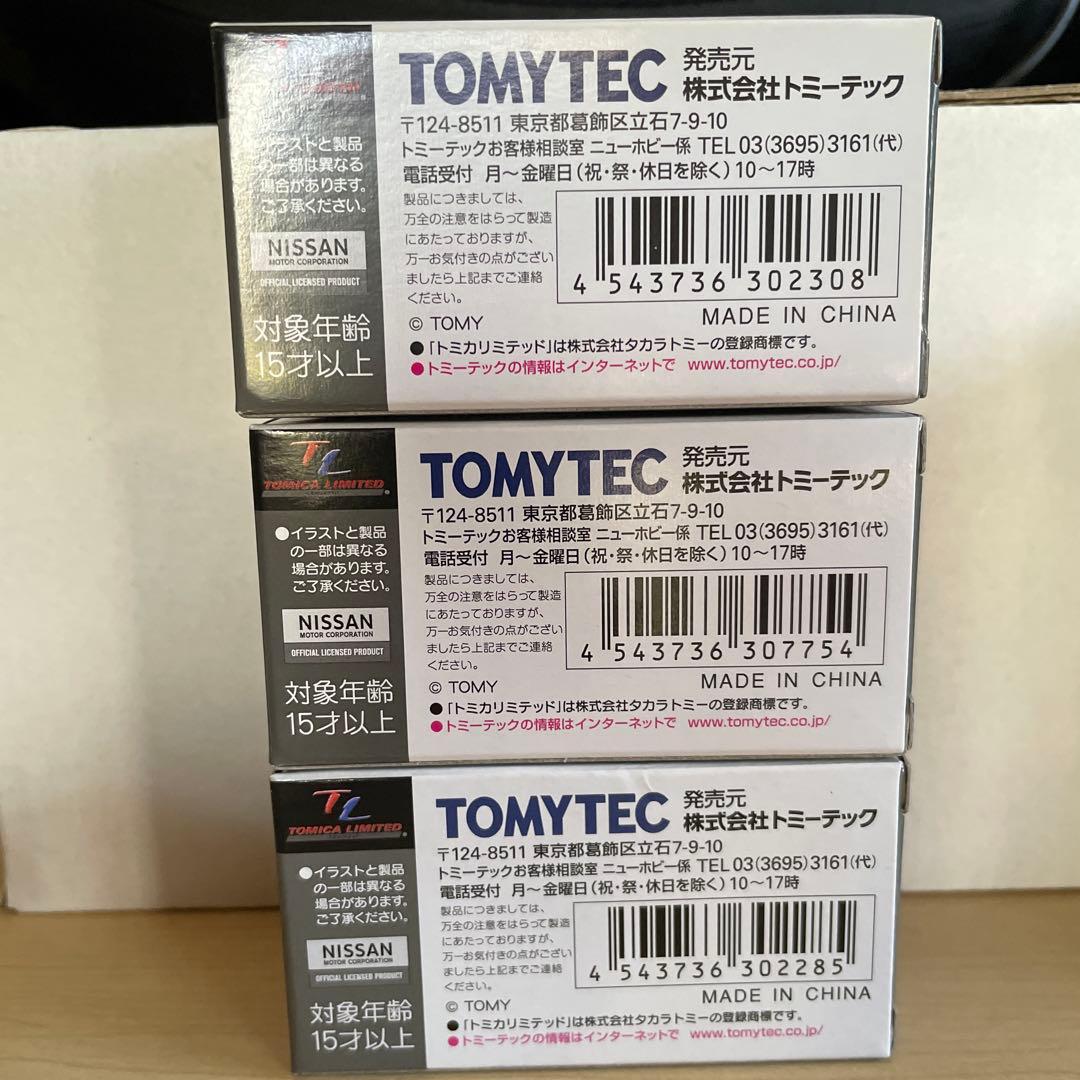 イラストと製品
の一部は異なる
場合があります。
ご了承ください。
NISSAN
MOTOR CORPORATION
OFFICIAL LICENSED PRODUCT
対象年齢
15才以上
TOMYTEC
発売元
株式会社トミーテック
〒124-8511 東京都葛飾区立石7-9-10
トミーテックお客様相談室 ニューホビー係 TEL 03(3695)3161(代)
電話受付 月〜金曜日(祝・祭・休日を除く)10〜17時
製品につきましては、
万全の注意をはらって製造
にあたっておりますが、
万一お気付きの点がござい
ましたら上記までご連絡
ください。
4 543736 302308
© TOMY
MADE IN CHINA
●「トミカリミテッド」は株式会社タカラトミーの登録商標です。
●トミーテックの情報はインターネットで www.tomytec.co.jp/
TL
TOMICA LIMITED
●イラストと製品
の一部は異なる
場合があります。
ご了承ください。
NISSAN
MOTOR CORPORATION
OFFICIAL LICENSED PRODUCT
対象年齢
15才以上
TOMYTEC
発売元
株式会社トミーテック
〒124-8511 東京都葛飾区立石7-9-10
トミーテックお客様相談室 ニューホビー係 TEL 03(3695)3161(代)
電話受付 月〜金曜日(祝・祭・休日を除く)10〜17時
製品につきましては、
万全の注意をはらって製造
にあたっておりますが、
万一お気付きの点がござい
ましたら上記までご連絡
ください。
4 543736 307754
© TOMY
MADE IN CHINA
●「トミカリミテッド」は株式会社タカラトミーの登録商標です。
●トミーテックの情報はインターネットで www.tomytec.co.jp/
TL
TOMICA LIMITED
●イラストと製品
の一部は異なる
場合があります。
ご了承ください。
NISSAN
MOTOR CORPORATION
OFFICIAL LICENSED PRODUCT
対象年齢
15才以上
TOMYTEC
発売元
株式会社トミーテック
〒124-8511 東京都葛飾区立石7-9-10
トミーテックお客様相談室 ニューホビー係 TEL 03(3695)3161(代)
電話受付 月〜金曜日(祝・祭・休日を除く)10〜17時
製品につきましては、
万全の注意をはらって製造
にあたっておりますが、
万一お気付きの点がござい
ましたら上記までご連絡
ください。
4 543736 302285
© TOMY
MADE IN CHINA
●「トミカリミテッド」は株式会社タカラトミーの登録商標です。
●トミーテックの情報はインターネットで www.tomytec.co.jp/